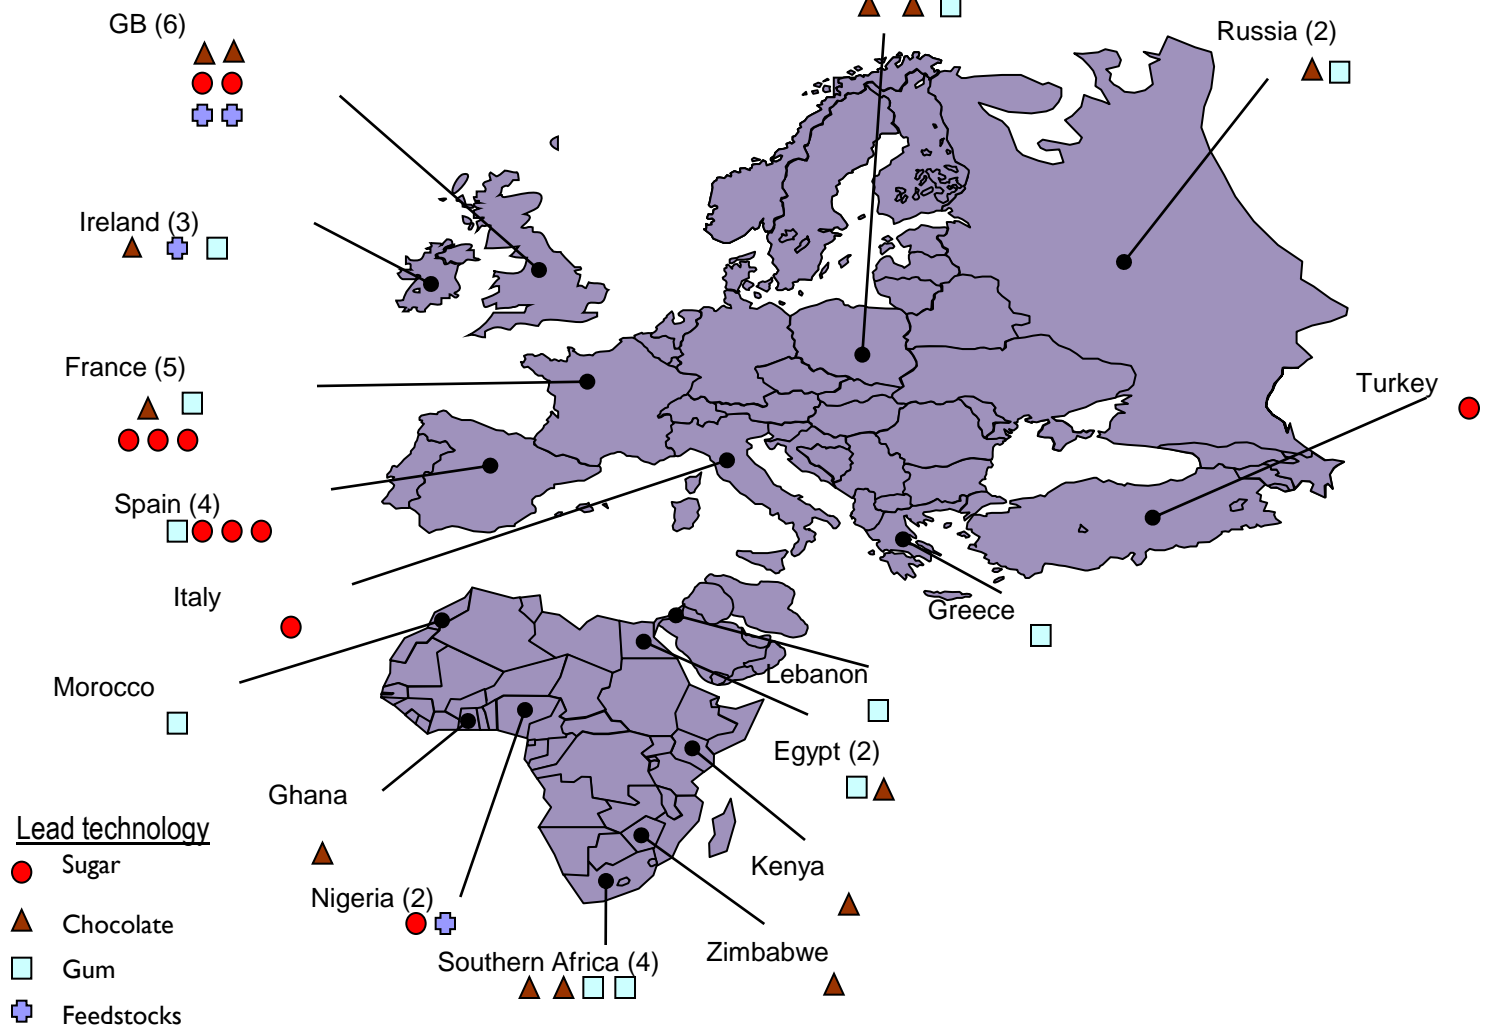 GB (6)
Russia (2)
Ireland (3)
France (5)
Turkey
Spain (4)
Italy
Greece
Lebanon
Morocco
Egypt (2)
Ghana
Lead technology
Sugar
Kenya
Nigeria (2)
Chocolate
Zimbabwe
Southern Africa (4)
Gum
Feedstocks